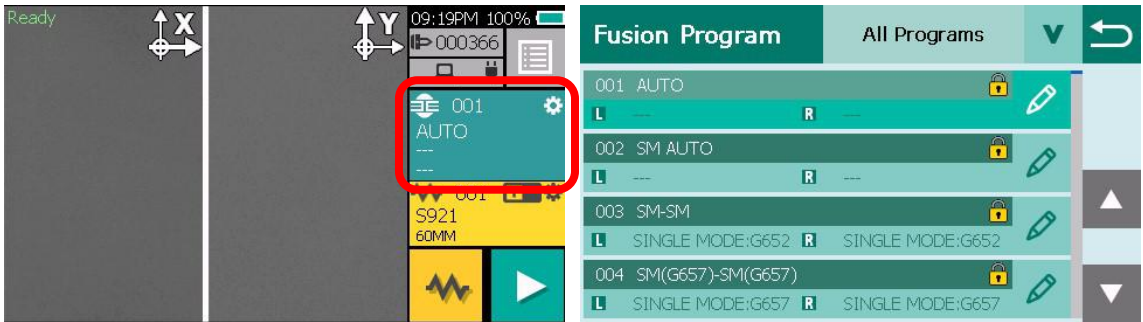 Ready
X
Y
09:19PM 100%
000366
001
AUTO
---
---
001
S921
60MM
Fusion Program
All Programs
V
001 AUTO
L --- R ---
002 SM AUTO
L --- R ---
003 SM-SM
L SINGLE MODE:G652 R SINGLE MODE:G652
004 SM(G657)-SM(G657)
L SINGLE MODE:G657 R SINGLE MODE:G657